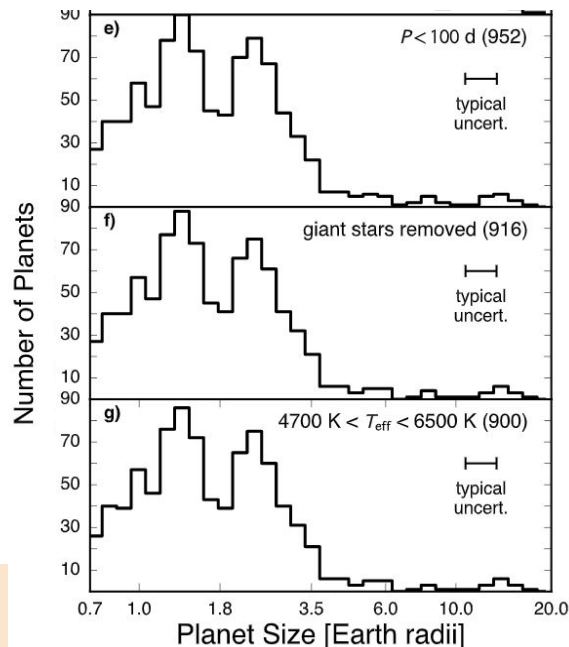 90
e)
P < 100 d (952)
70
typical
uncert.
50
30
10
90
f)
giant stars removed (916)
70
typical
uncert.
50
30
10
90
g)
4700 K < Teff < 6500 K (900)
70
typical
uncert.
50
30
10
Number of Planets
0.7 1.0 1.8 3.5 6.0 10.0 20.0
Planet Size [Earth radii]